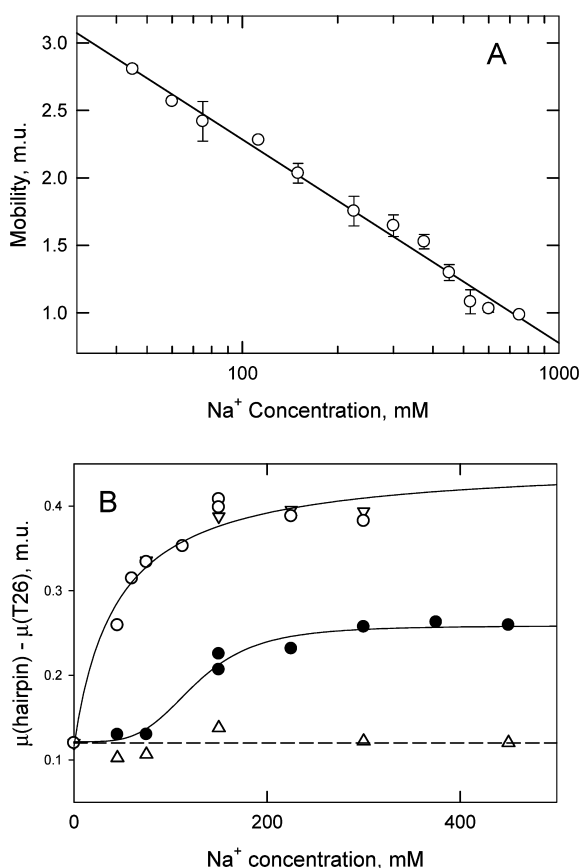 A
3.0
2.5
2.0
1.5
1.0
Mobility, m.u.
100
1000
Na⁺ Concentration, mM
B
0.4
0.3
0.2
0.1
μ(hairpin) - μ(T26), m.u.
0
200
400
Na⁺ concentration, mM